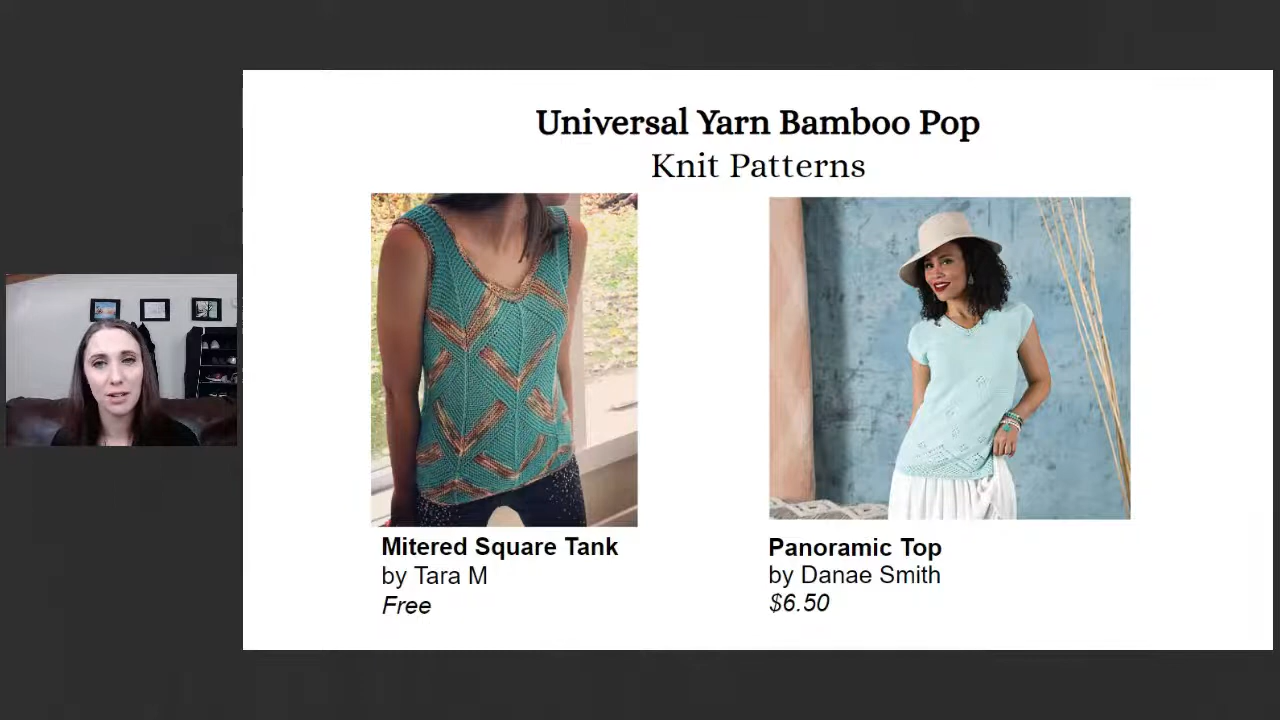 Universal Yarn Bamboo Pop
Knit Patterns
Mitered Square Tank
by Tara M
Free
Panoramic Top
by Danae Smith
$6.50